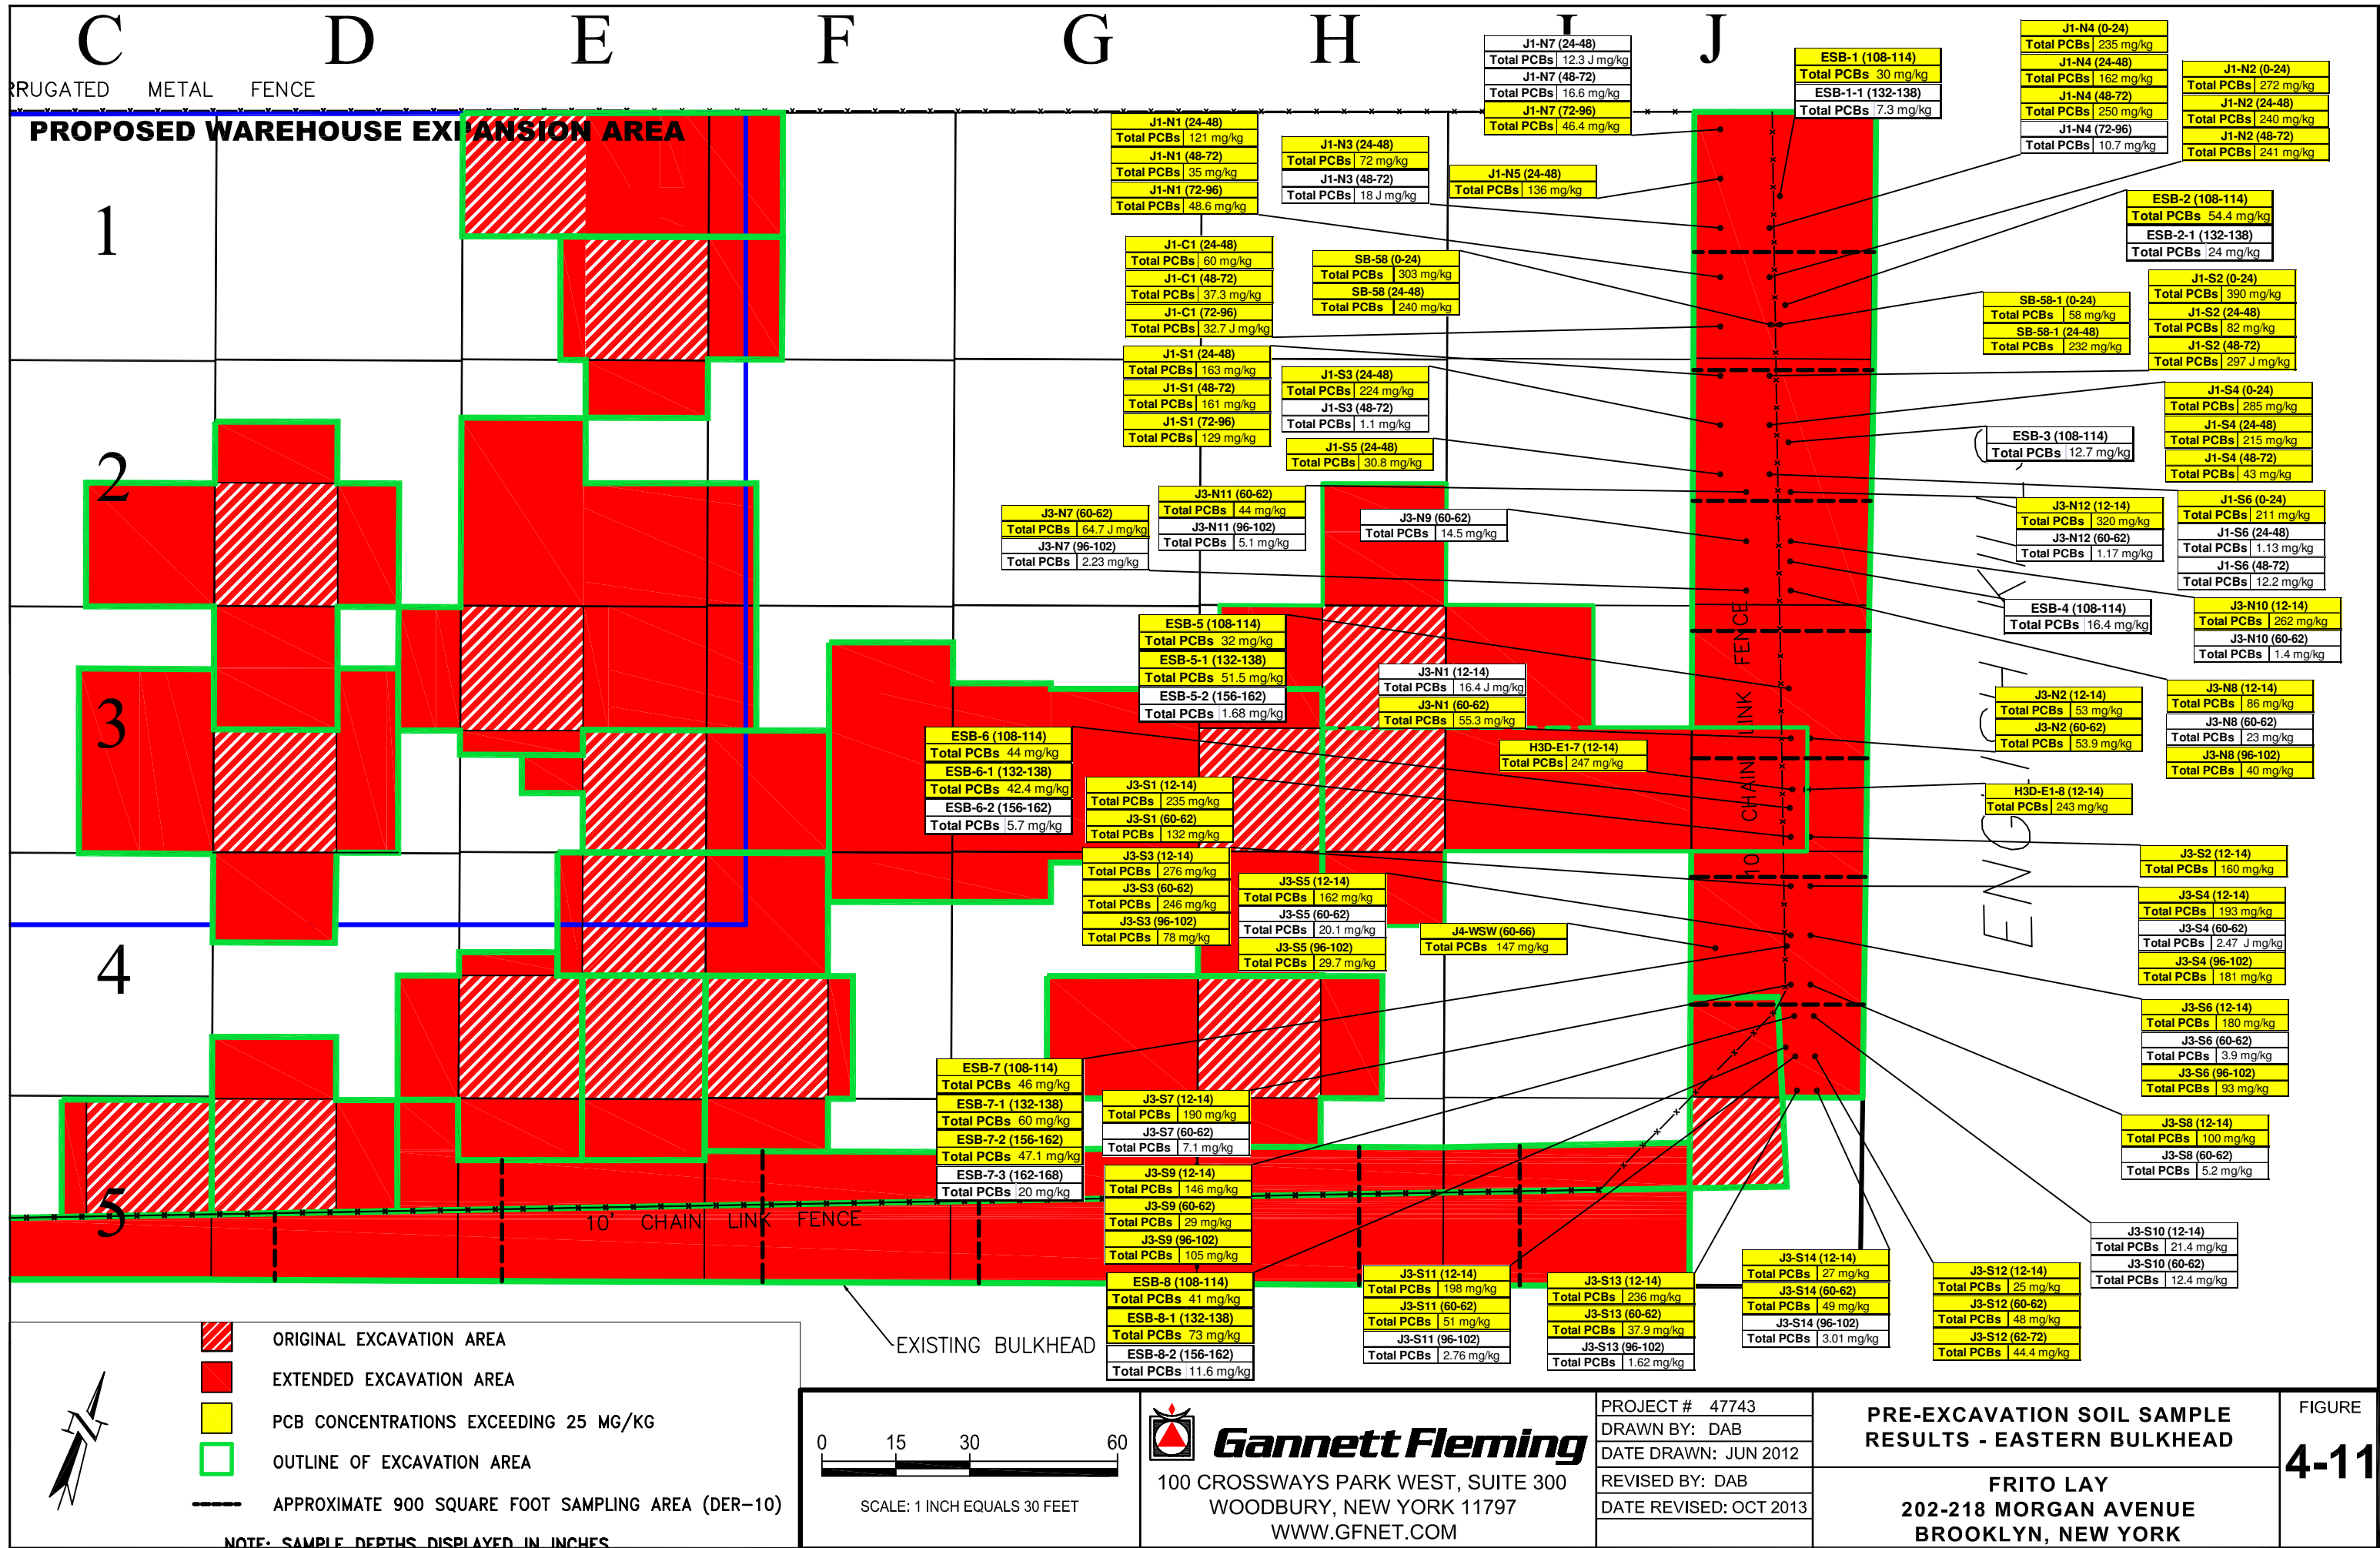 C D E F G H I J
RRUGATED METAL FENCE
PROPOSED WAREHOUSE EXPANSION AREA
1
2
3
4
5
J1-N7 (24-48)
Total PCBs 12.3 J mg/kg
J1-N7 (48-72)
Total PCBs 16.6 mg/kg
J1-N7 (72-96)
Total PCBs 46.4 mg/kg
ESB-1 (108-114)
Total PCBs 30 mg/kg
ESB-1-1 (132-138)
Total PCBs 7.3 mg/kg
J1-N4 (0-24)
Total PCBs 235 mg/kg
J1-N4 (24-48)
Total PCBs 162 mg/kg
J1-N4 (48-72)
Total PCBs 250 mg/kg
J1-N4 (72-96)
Total PCBs 10.7 mg/kg
J1-N2 (0-24)
Total PCBs 272 mg/kg
J1-N2 (24-48)
Total PCBs 240 mg/kg
J1-N2 (48-72)
Total PCBs 241 mg/kg
J1-N1 (24-48)
Total PCBs 121 mg/kg
J1-N1 (48-72)
Total PCBs 35 mg/kg
J1-N1 (72-96)
Total PCBs 48.6 mg/kg
J1-N3 (24-48)
Total PCBs 72 mg/kg
J1-N3 (48-72)
Total PCBs 18 J mg/kg
J1-N5 (24-48)
Total PCBs 136 mg/kg
ESB-2 (108-114)
Total PCBs 54.4 mg/kg
ESB-2-1 (132-138)
Total PCBs 24 mg/kg
J1-C1 (24-48)
Total PCBs 60 mg/kg
J1-C1 (48-72)
Total PCBs 37.3 mg/kg
J1-C1 (72-96)
Total PCBs 32.7 J mg/kg
SB-58 (0-24)
Total PCBs 303 mg/kg
SB-58 (24-48)
Total PCBs 240 mg/kg
SB-58-1 (0-24)
Total PCBs 58 mg/kg
SB-58-1 (24-48)
Total PCBs 232 mg/kg
J1-S2 (0-24)
Total PCBs 390 mg/kg
J1-S2 (24-48)
Total PCBs 82 mg/kg
J1-S2 (48-72)
Total PCBs 297 J mg/kg
J1-S1 (24-48)
Total PCBs 163 mg/kg
J1-S1 (48-72)
Total PCBs 161 mg/kg
J1-S1 (72-96)
Total PCBs 129 mg/kg
J1-S3 (24-48)
Total PCBs 224 mg/kg
J1-S3 (48-72)
Total PCBs 1.1 mg/kg
J1-S5 (24-48)
Total PCBs 30.8 mg/kg
J1-S4 (0-24)
Total PCBs 285 mg/kg
J1-S4 (24-48)
Total PCBs 215 mg/kg
J1-S4 (48-72)
Total PCBs 43 mg/kg
ESB-3 (108-114)
Total PCBs 12.7 mg/kg
J3-N7 (60-62)
Total PCBs 64.7 J mg/kg
J3-N7 (96-102)
Total PCBs 2.23 mg/kg
J3-N11 (60-62)
Total PCBs 44 mg/kg
J3-N11 (96-102)
Total PCBs 5.1 mg/kg
J3-N9 (60-62)
Total PCBs 14.5 mg/kg
J3-N12 (12-14)
Total PCBs 320 mg/kg
J3-N12 (60-62)
Total PCBs 1.17 mg/kg
J1-S6 (0-24)
Total PCBs 211 mg/kg
J1-S6 (24-48)
Total PCBs 1.13 mg/kg
J1-S6 (48-72)
Total PCBs 12.2 mg/kg
ESB-4 (108-114)
Total PCBs 16.4 mg/kg
J3-N10 (12-14)
Total PCBs 262 mg/kg
J3-N10 (60-62)
Total PCBs 1.4 mg/kg
ESB-5 (108-114)
Total PCBs 32 mg/kg
ESB-5-1 (132-138)
Total PCBs 51.5 mg/kg
ESB-5-2 (156-162)
Total PCBs 1.68 mg/kg
J3-N1 (12-14)
Total PCBs 16.4 J mg/kg
J3-N1 (60-62)
Total PCBs 55.3 mg/kg
J3-N2 (12-14)
Total PCBs 53 mg/kg
J3-N2 (60-62)
Total PCBs 53.9 mg/kg
J3-N8 (12-14)
Total PCBs 86 mg/kg
J3-N8 (60-62)
Total PCBs 23 mg/kg
J3-N8 (96-102)
Total PCBs 40 mg/kg
ESB-6 (108-114)
Total PCBs 44 mg/kg
ESB-6-1 (132-138)
Total PCBs 42.4 mg/kg
ESB-6-2 (156-162)
Total PCBs 5.7 mg/kg
H3D-E1-7 (12-14)
Total PCBs 247 mg/kg
H3D-E1-8 (12-14)
Total PCBs 243 mg/kg
J3-S1 (12-14)
Total PCBs 235 mg/kg
J3-S1 (60-62)
Total PCBs 132 mg/kg
J3-S3 (12-14)
Total PCBs 276 mg/kg
J3-S3 (60-62)
Total PCBs 246 mg/kg
J3-S3 (96-102)
Total PCBs 78 mg/kg
J3-S5 (12-14)
Total PCBs 162 mg/kg
J3-S5 (60-62)
Total PCBs 20.1 mg/kg
J3-S5 (96-102)
Total PCBs 29.7 mg/kg
J4-WSW (60-66)
Total PCBs 147 mg/kg
J3-S2 (12-14)
Total PCBs 160 mg/kg
J3-S4 (12-14)
Total PCBs 193 mg/kg
J3-S4 (60-62)
Total PCBs 2.47 J mg/kg
J3-S4 (96-102)
Total PCBs 181 mg/kg
J3-S6 (12-14)
Total PCBs 180 mg/kg
J3-S6 (60-62)
Total PCBs 3.9 mg/kg
J3-S6 (96-102)
Total PCBs 93 mg/kg
ESB-7 (108-114)
Total PCBs 46 mg/kg
ESB-7-1 (132-138)
Total PCBs 60 mg/kg
ESB-7-2 (156-162)
Total PCBs 47.1 mg/kg
ESB-7-3 (162-168)
Total PCBs 20 mg/kg
J3-S7 (12-14)
Total PCBs 190 mg/kg
J3-S7 (60-62)
Total PCBs 7.1 mg/kg
J3-S8 (12-14)
Total PCBs 100 mg/kg
J3-S8 (60-62)
Total PCBs 5.2 mg/kg
J3-S9 (12-14)
Total PCBs 146 mg/kg
J3-S9 (60-62)
Total PCBs 29 mg/kg
J3-S9 (96-102)
Total PCBs 105 mg/kg
J3-S10 (12-14)
Total PCBs 21.4 mg/kg
J3-S10 (60-62)
Total PCBs 12.4 mg/kg
ESB-8 (108-114)
Total PCBs 41 mg/kg
ESB-8-1 (132-138)
Total PCBs 73 mg/kg
ESB-8-2 (156-162)
Total PCBs 11.6 mg/kg
J3-S11 (12-14)
Total PCBs 198 mg/kg
J3-S11 (60-62)
Total PCBs 51 mg/kg
J3-S11 (96-102)
Total PCBs 2.76 mg/kg
J3-S13 (12-14)
Total PCBs 236 mg/kg
J3-S13 (60-62)
Total PCBs 37.9 mg/kg
J3-S13 (96-102)
Total PCBs 1.62 mg/kg
J3-S14 (12-14)
Total PCBs 27 mg/kg
J3-S14 (60-62)
Total PCBs 49 mg/kg
J3-S14 (96-102)
Total PCBs 3.01 mg/kg
J3-S12 (12-14)
Total PCBs 25 mg/kg
J3-S12 (60-62)
Total PCBs 48 mg/kg
J3-S12 (62-72)
Total PCBs 44.4 mg/kg
10' CHAIN LINK FENCE
10' CHAIN LINK FENCE
EXISTING BULKHEAD
ORIGINAL EXCAVATION AREA
EXTENDED EXCAVATION AREA
PCB CONCENTRATIONS EXCEEDING 25 MG/KG
OUTLINE OF EXCAVATION AREA
APPROXIMATE 900 SQUARE FOOT SAMPLING AREA (DER-10)
NOTE: SAMPLE DEPTHS DISPLAYED IN INCHES
N
0 15 30 60
SCALE: 1 INCH EQUALS 30 FEET
Gannett Fleming
100 CROSSWAYS PARK WEST, SUITE 300
WOODBURY, NEW YORK 11797
WWW.GFNET.COM
PROJECT # 47743
DRAWN BY: DAB
DATE DRAWN: JUN 2012
REVISED BY: DAB
DATE REVISED: OCT 2013
PRE-EXCAVATION SOIL SAMPLE
RESULTS - EASTERN BULKHEAD
FRITO LAY
202-218 MORGAN AVENUE
BROOKLYN, NEW YORK
FIGURE
4-11